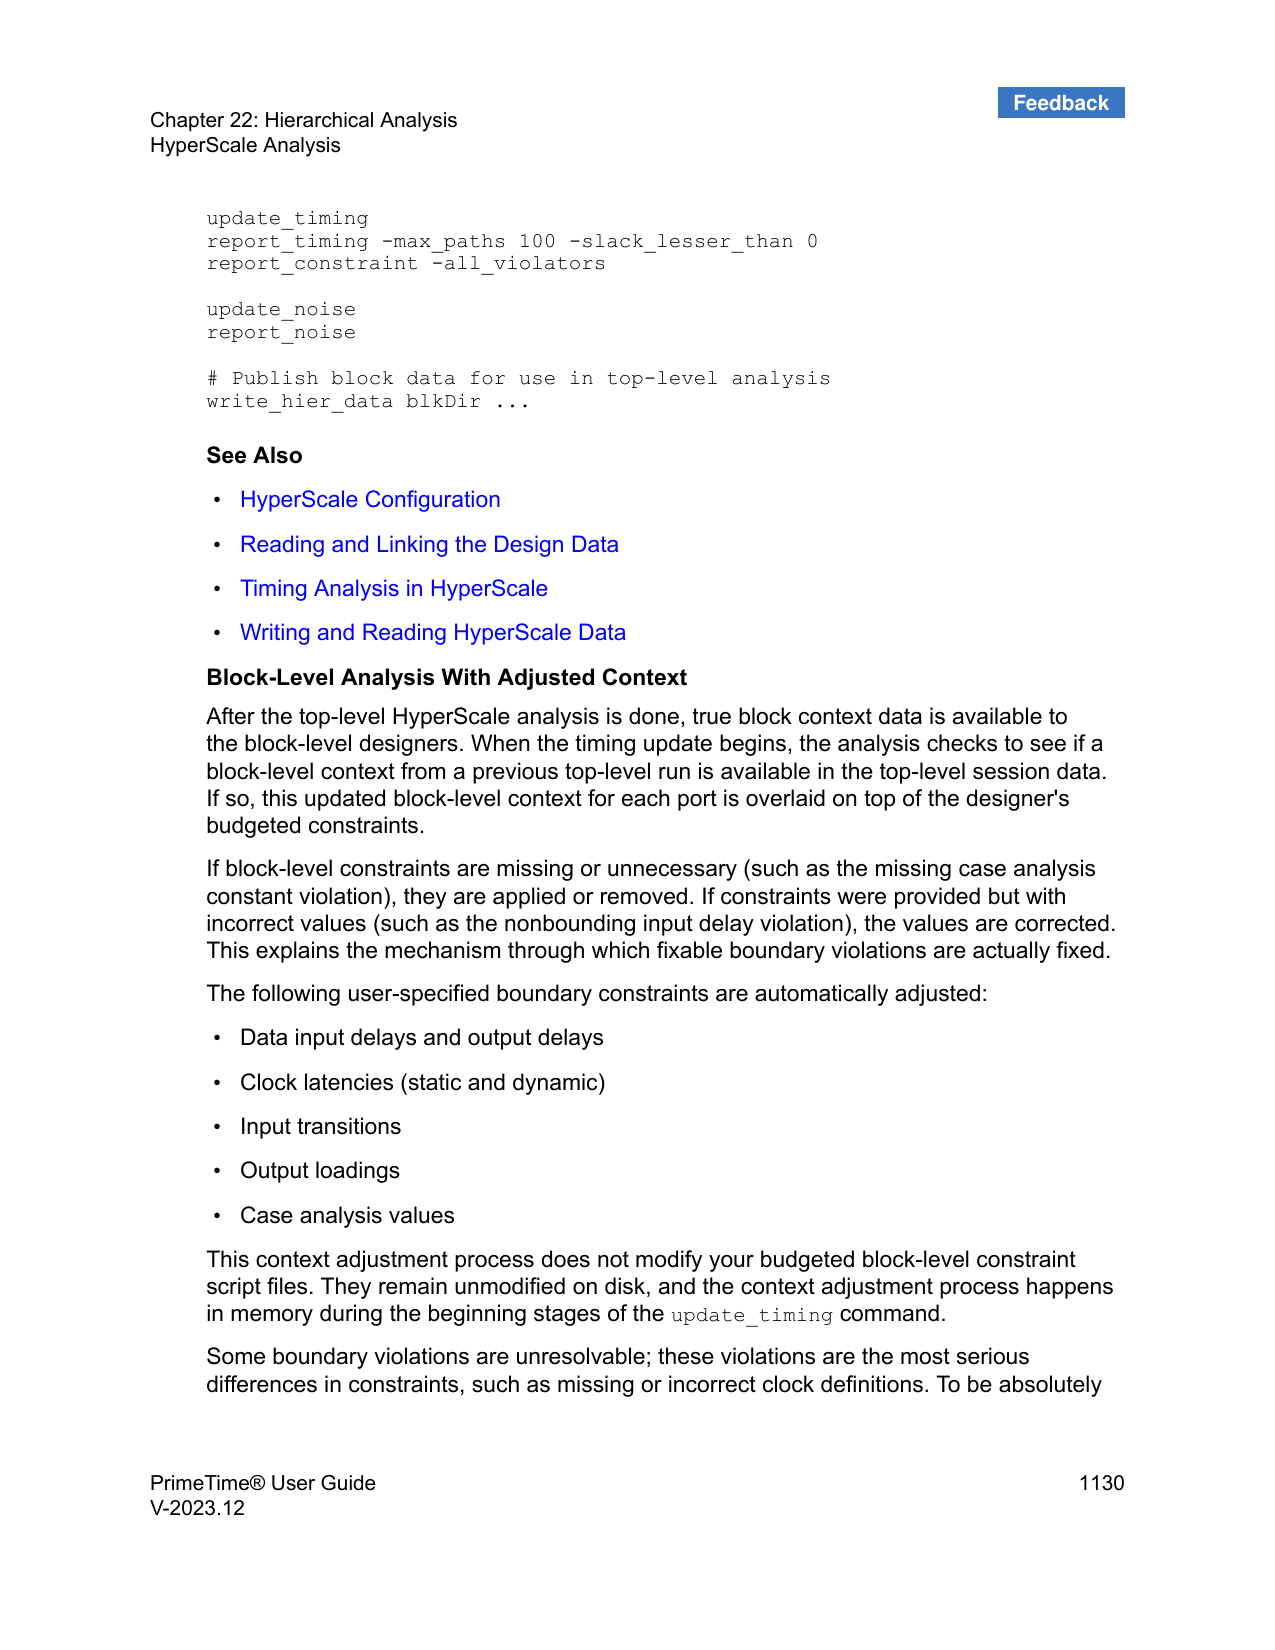 Feedback
Chapter 22: Hierarchical Analysis
HyperScale Analysis
update_timing
report_timing -max_paths 100 -slack_lesser_than 0
report_constraint -all_violators
update_noise
report_noise
# Publish block data for use in top-level analysis
write_hier_data blkDir ...
See Also
• HyperScale Configuration
• Reading and Linking the Design Data
• Timing Analysis in HyperScale
• Writing and Reading HyperScale Data
Block-Level Analysis With Adjusted Context
After the top-level HyperScale analysis is done, true block context data is available to
the block-level designers. When the timing update begins, the analysis checks to see if a
block-level context from a previous top-level run is available in the top-level session data.
If so, this updated block-level context for each port is overlaid on top of the designer's
budgeted constraints.
If block-level constraints are missing or unnecessary (such as the missing case analysis
constant violation), they are applied or removed. If constraints were provided but with
incorrect values (such as the nonbounding input delay violation), the values are corrected.
This explains the mechanism through which fixable boundary violations are actually fixed.
The following user-specified boundary constraints are automatically adjusted:
• Data input delays and output delays
• Clock latencies (static and dynamic)
• Input transitions
• Output loadings
• Case analysis values
This context adjustment process does not modify your budgeted block-level constraint
script files. They remain unmodified on disk, and the context adjustment process happens
in memory during the beginning stages of the update_timing command.
Some boundary violations are unresolvable; these violations are the most serious
differences in constraints, such as missing or incorrect clock definitions. To be absolutely
PrimeTime® User Guide
V-2023.12
1130